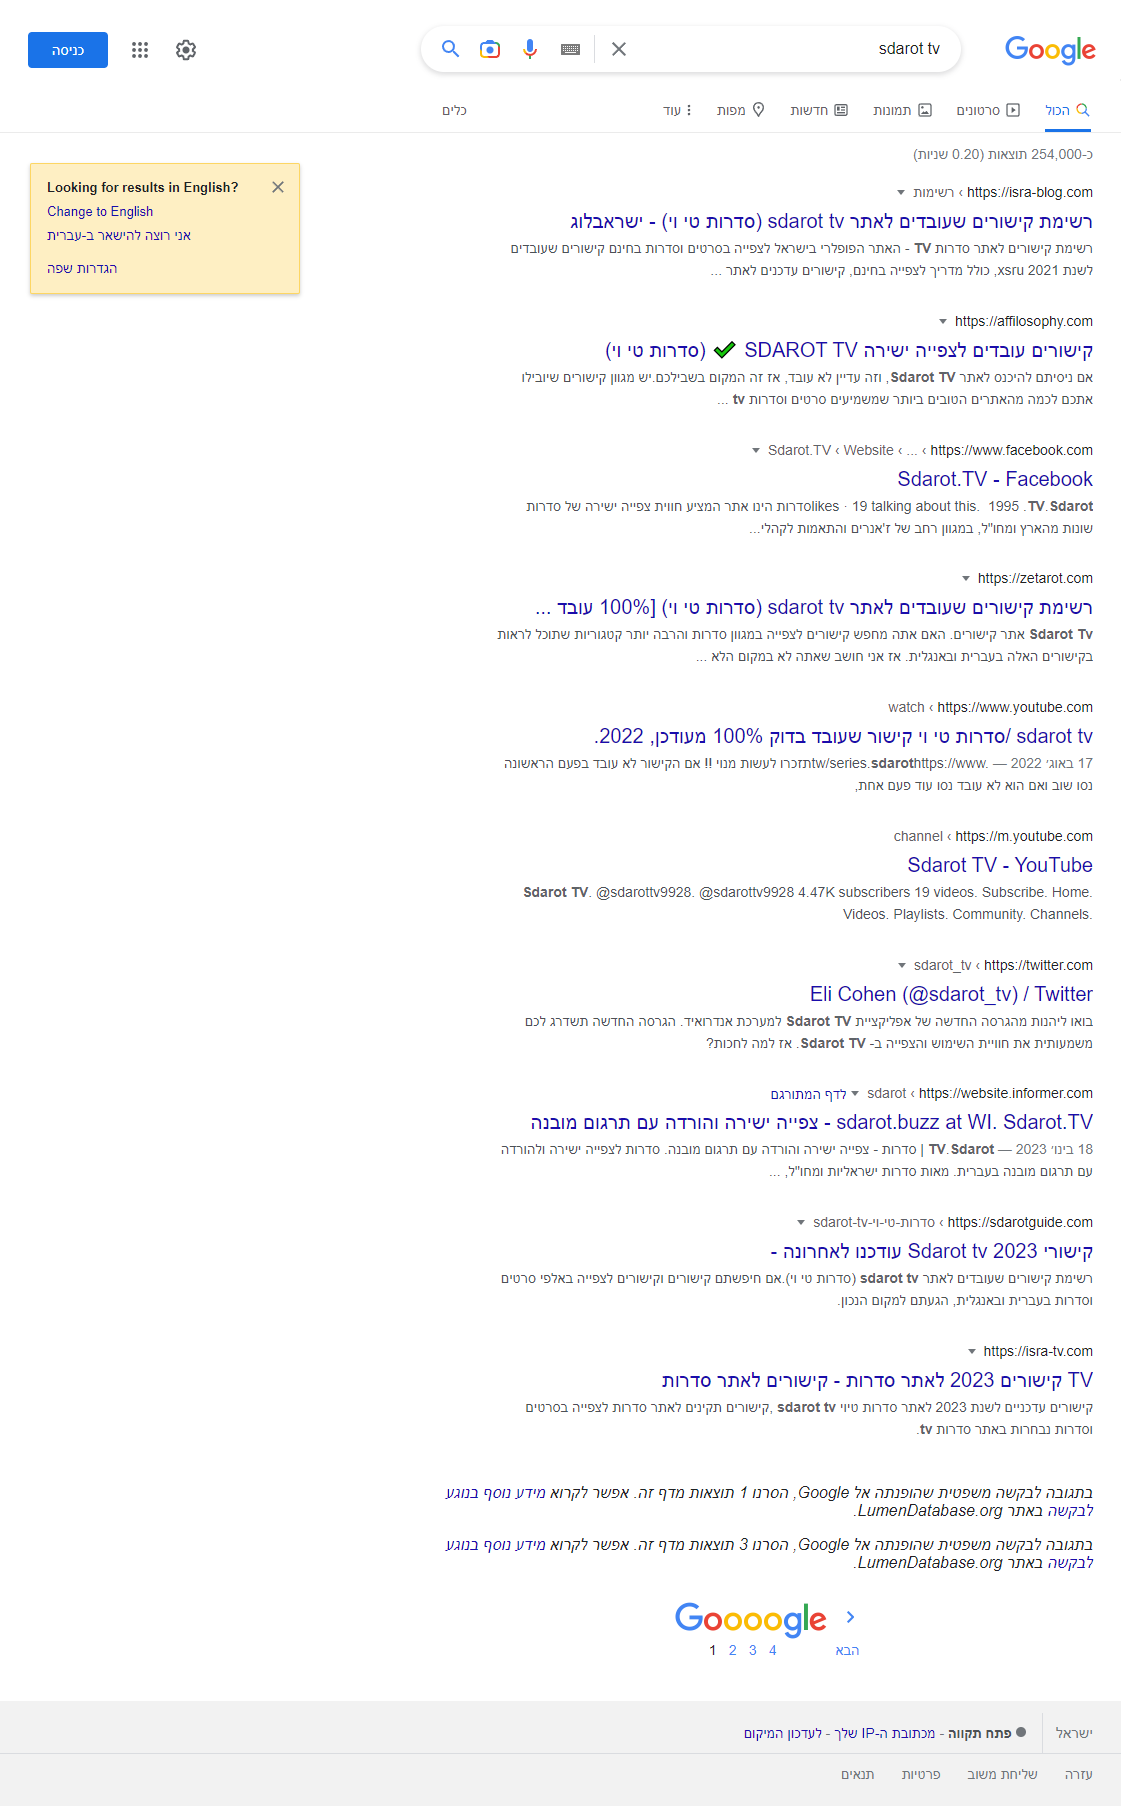 Google
sdarot tv
כניסה
הכול
סרטונים
תמונות
חדשות
מפות
עוד
כלים
כ-254,000 תוצאות (0.20 שניות)
Looking for results in English?
Change to English
אני רוצה להישאר ב-עברית
הגדרות שפה
https://isra-blog.com › רשימות
רשימת קישורים שעובדים לאתר sdarot tv (סדרות טי וי) - ישראבלוג
רשימת קישורים לאתר סדרות TV - האתר הפופלרי בישראל לצפייה בסרטים וסדרות בחינם קישורים שעובדים
לשנת 2021 xsru, כולל מדריך לצפייה בחינם, קישורים עדכנים לאתר ...
https://affilosophy.com
קישורים עובדים לצפייה ישירה SDAROT TV ✔ (סדרות טי וי)
אם ניסיתם להיכנס לאתר Sdarot TV, וזה עדיין לא עובד, אז זה המקום בשבילכם.יש מגוון קישורים שיובילו
אתכם לכמה מהאתרים הטובים ביותר שמשמיעים סרטים וסדרות tv ...
https://www.facebook.com › ... › Website › Sdarot.TV
Sdarot.TV - Facebook
TV.Sdarot. 1995 likes · 19 talking about this. סדרות הינו אתר המציע חווית צפייה ישירה של סדרות
שונות מהארץ ומחו"ל, במגוון רחב של ז'אנרים והתאמות לקהלי...
https://zetarot.com
רשימת קישורים שעובדים לאתר sdarot tv (סדרות טי וי) [100% עובד ...
Sdarot Tv אתר קישורים. האם אתה מחפש קישורים לצפייה במגוון סדרות והרבה יותר קטגוריות שתוכל לראות
בקישורים האלה בעברית ובאנגלית. אז אני חושב שאתה לא במקום הלא ...
https://www.youtube.com › watch
sdarot tv /סדרות טי וי קישור שעובד בדוק 100% מעודכן, 2022.
17 באוג׳ 2022 — https://www.sdarot.tw/series תזכרו לעשות מנוי !! אם הקישור לא עובד בפעם הראשונה
נסו שוב ואם הוא לא עובד נסו עוד פעם אחת,
https://m.youtube.com › channel
Sdarot TV - YouTube
Sdarot TV. @sdarottv9928. @sdarottv9928 4.47K subscribers 19 videos. Subscribe. Home.
Videos. Playlists. Community. Channels.
https://twitter.com › sdarot_tv
Eli Cohen (@sdarot_tv) / Twitter
בואו ליהנות מהגרסה החדשה של אפליקציית Sdarot TV למערכת אנדרואיד. הגרסה החדשה תשדרג לכם
משמעותית את חוויית השימוש והצפייה ב- Sdarot TV. אז למה לחכות?
https://website.informer.com › sdarot לדף המתורגם
sdarot.buzz at WI. Sdarot.TV - צפייה ישירה והורדה עם תרגום מובנה
18 בינו׳ 2023 — TV.Sdarot | סדרות - צפייה ישירה והורדה עם תרגום מובנה. סדרות לצפייה ישירה ולהורדה
עם תרגום מובנה בעברית. מאות סדרות ישראליות ומחו"ל, ...
https://sdarotguide.com › סדרות-טי-וי-sdarot-tv
קישורי Sdarot tv 2023 עודכנו לאחרונה -
רשימת קישורים שעובדים לאתר sdarot tv (סדרות טי וי).אם חיפשתם קישורים וקישורים לצפייה באלפי סרטים
וסדרות בעברית ובאנגלית, הגעתם למקום הנכון.
https://isra-tv.com
TV קישורים 2023 לאתר סדרות - קישורים לאתר סדרות
קישורים עדכניים לשנת 2023 לאתר סדרות טיוי sdarot tv ,קישורים תקינים לאתר סדרות לצפייה בסרטים
וסדרות נבחרות באתר סדרות tv.
בתגובה לבקשה משפטית שהופנתה אל Google, הסרנו 1 תוצאות מדף זה. אפשר לקרוא מידע נוסף בנוגע
לבקשה באתר LumenDatabase.org.
בתגובה לבקשה משפטית שהופנתה אל Google, הסרנו 3 תוצאות מדף זה. אפשר לקרוא מידע נוסף בנוגע
לבקשה באתר LumenDatabase.org.
Goooogle
1 2 3 4 הבא
ישראל
פתח תקווה - מכתובת ה-IP שלך - לעדכון המיקום
עזרה שליחת משוב פרטיות תנאים